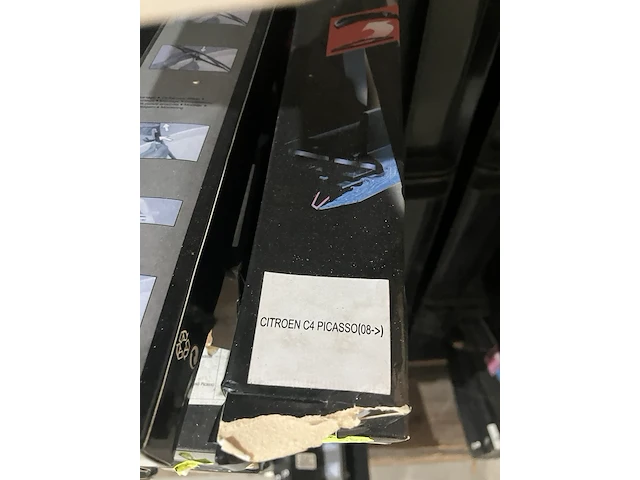 CITROEN C4 PICASSO(08->)